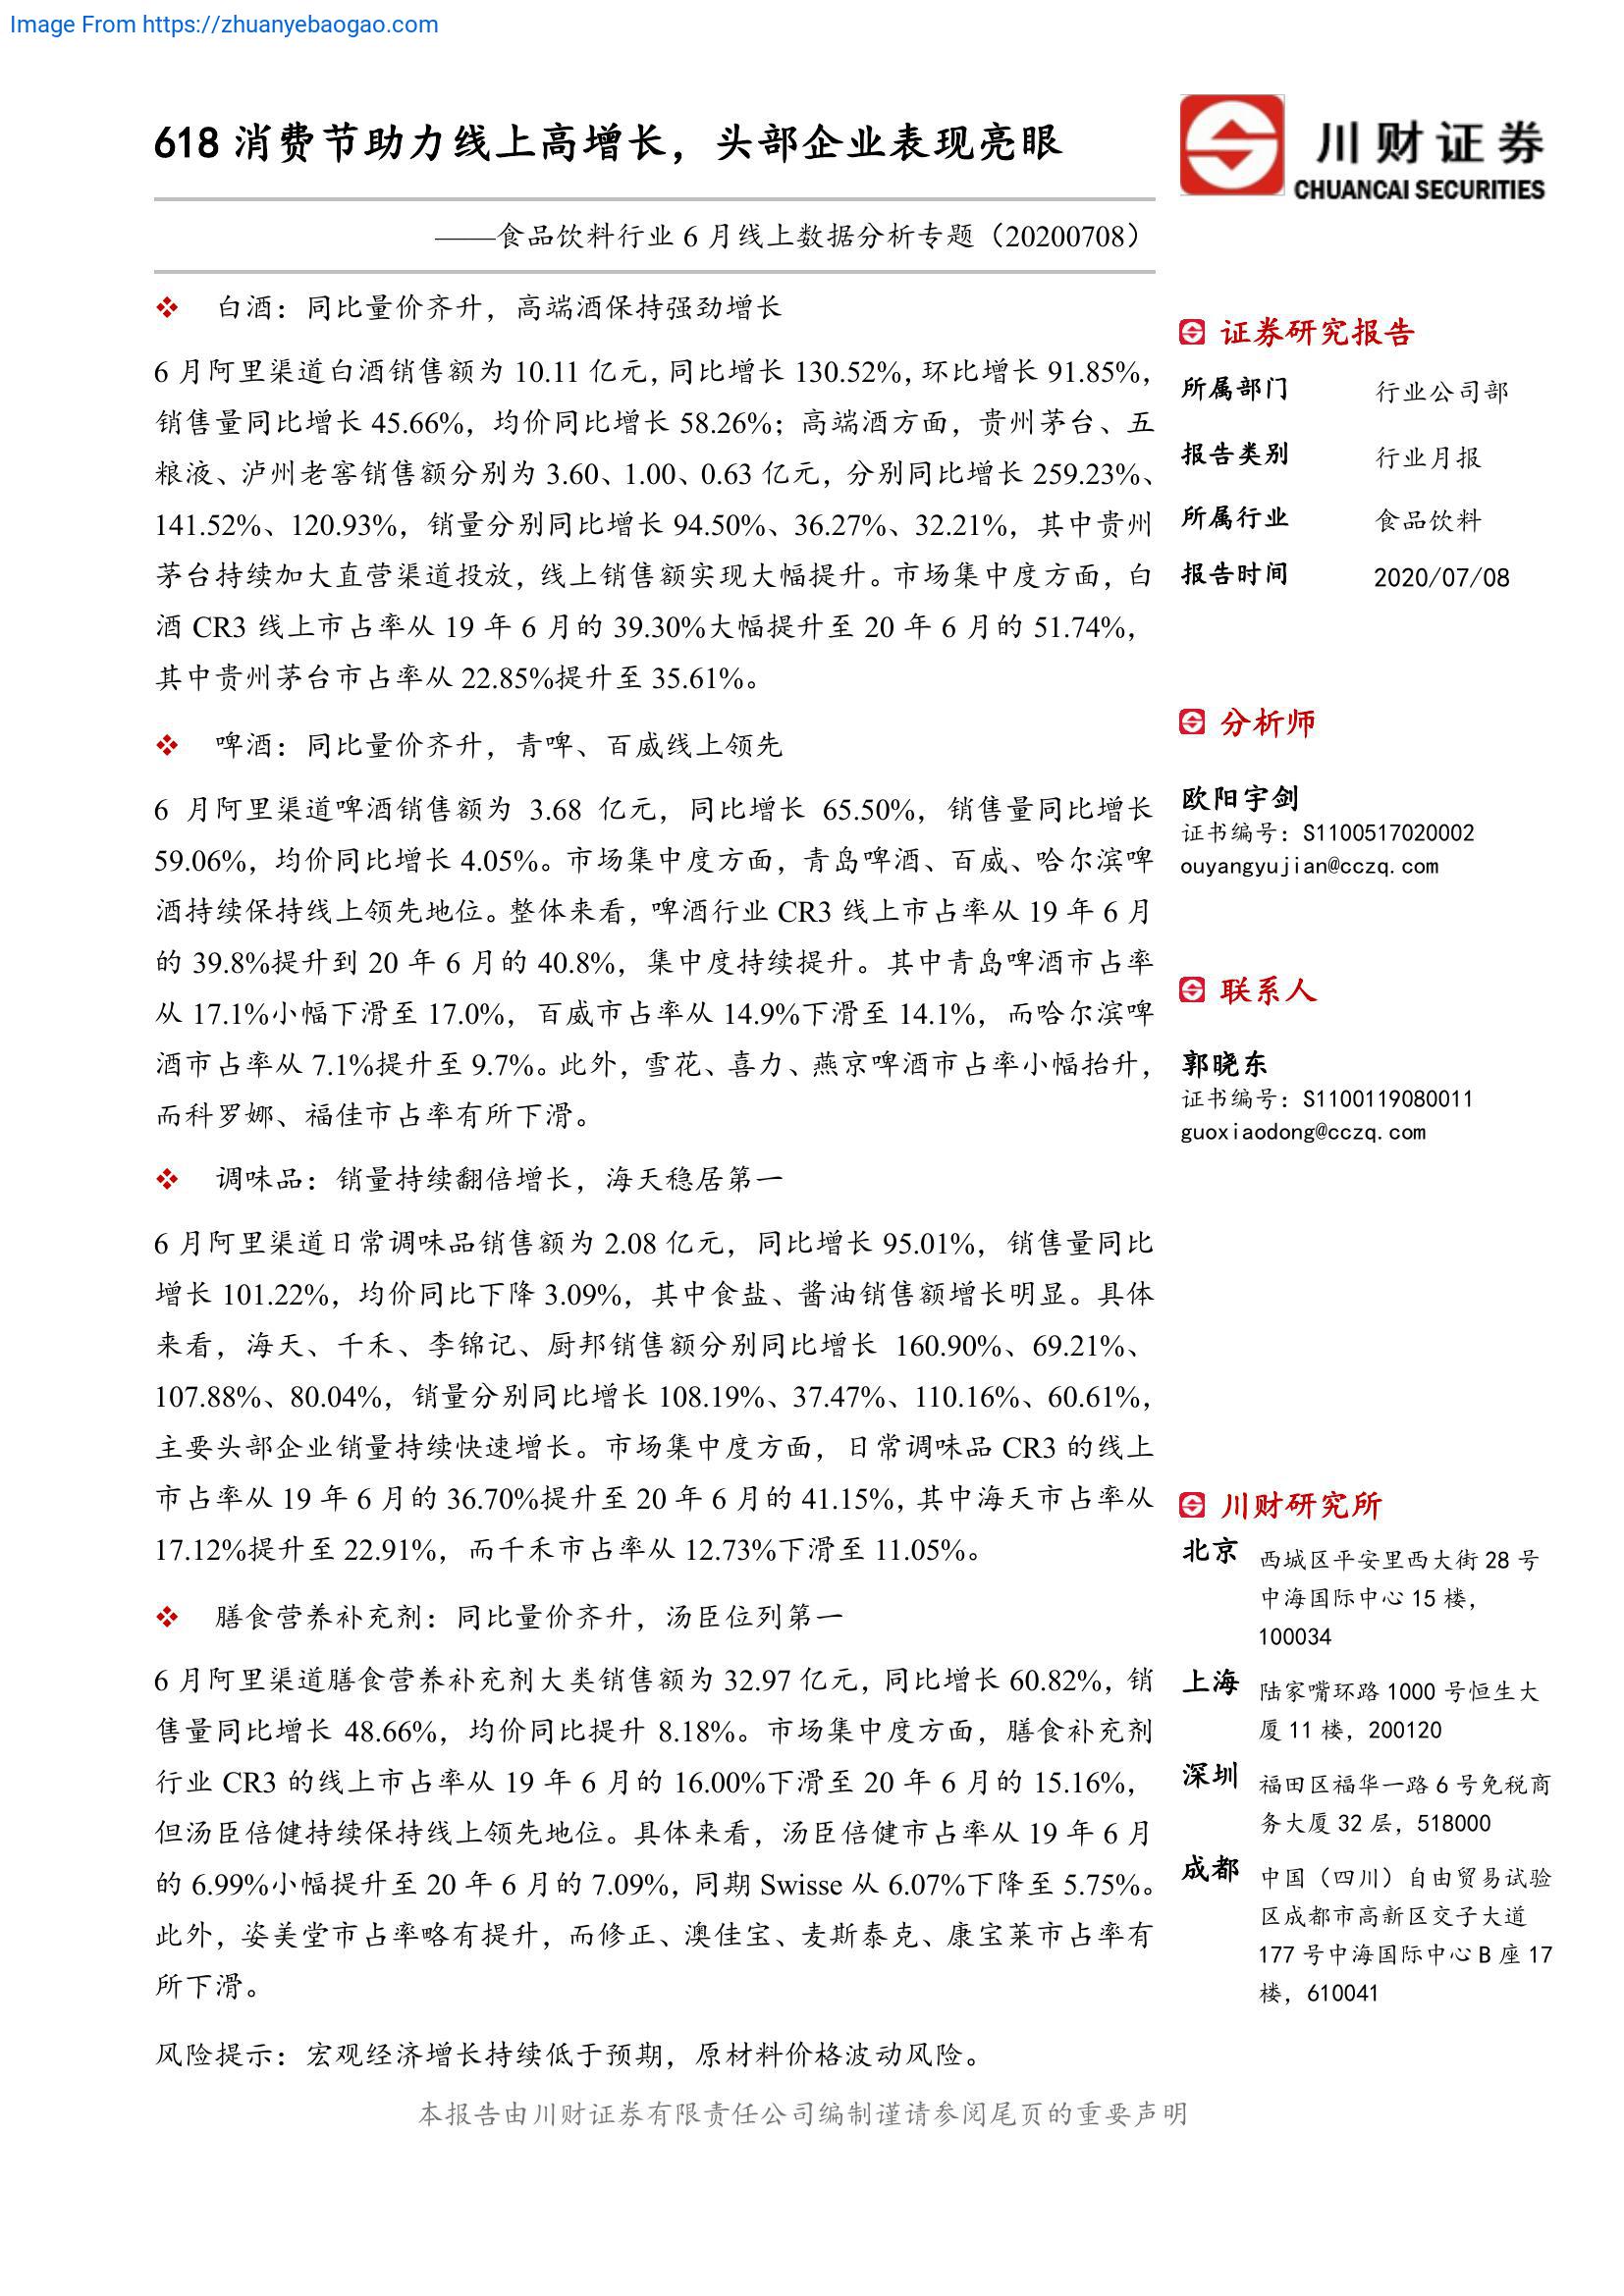 Image From https://zhuanyebaogao.com
618 消费节助力线上高增长，头部企业表现亮眼
川财证券
CHUANCAI SECURITIES
——食品饮料行业 6 月线上数据分析专题（20200708）
❖ 白酒：同比量价齐升，高端酒保持强劲增长
6 月阿里渠道白酒销售额为 10.11 亿元，同比增长 130.52%，环比增长 91.85%，
销售量同比增长 45.66%，均价同比增长 58.26%；高端酒方面，贵州茅台、五
粮液、泸州老窖销售额分别为 3.60、1.00、0.63 亿元，分别同比增长 259.23%、
141.52%、120.93%，销量分别同比增长 94.50%、36.27%、32.21%，其中贵州
茅台持续加大直营渠道投放，线上销售额实现大幅提升。市场集中度方面，白
酒 CR3 线上市占率从 19 年 6 月的 39.30%大幅提升至 20 年 6 月的 51.74%，
其中贵州茅台市占率从 22.85%提升至 35.61%。
❖ 啤酒：同比量价齐升，青啤、百威线上领先
6 月阿里渠道啤酒销售额为 3.68 亿元，同比增长 65.50%，销售量同比增长
59.06%，均价同比增长 4.05%。市场集中度方面，青岛啤酒、百威、哈尔滨啤
酒持续保持线上领先地位。整体来看，啤酒行业 CR3 线上市占率从 19 年 6 月
的 39.8%提升到 20 年 6 月的 40.8%，集中度持续提升。其中青岛啤酒市占率
从 17.1%小幅下滑至 17.0%，百威市占率从 14.9%下滑至 14.1%，而哈尔滨啤
酒市占率从 7.1%提升至 9.7%。此外，雪花、喜力、燕京啤酒市占率小幅抬升，
而科罗娜、福佳市占率有所下滑。
❖ 调味品：销量持续翻倍增长，海天稳居第一
6 月阿里渠道日常调味品销售额为 2.08 亿元，同比增长 95.01%，销售量同比
增长 101.22%，均价同比下降 3.09%，其中食盐、酱油销售额增长明显。具体
来看，海天、千禾、李锦记、厨邦销售额分别同比增长 160.90%、69.21%、
107.88%、80.04%，销量分别同比增长 108.19%、37.47%、110.16%、60.61%，
主要头部企业销量持续快速增长。市场集中度方面，日常调味品 CR3 的线上
市占率从 19 年 6 月的 36.70%提升至 20 年 6 月的 41.15%，其中海天市占率从
17.12%提升至 22.91%，而千禾市占率从 12.73%下滑至 11.05%。
❖ 膳食营养补充剂：同比量价齐升，汤臣位列第一
6 月阿里渠道膳食营养补充剂大类销售额为 32.97 亿元，同比增长 60.82%，销
售量同比增长 48.66%，均价同比提升 8.18%。市场集中度方面，膳食补充剂
行业 CR3 的线上市占率从 19 年 6 月的 16.00%下滑至 20 年 6 月的 15.16%，
但汤臣倍健持续保持线上领先地位。具体来看，汤臣倍健市占率从 19 年 6 月
的 6.99%小幅提升至 20 年 6 月的 7.09%，同期 Swisse 从 6.07%下降至 5.75%。
此外，姿美堂市占率略有提升，而修正、澳佳宝、麦斯泰克、康宝莱市占率有
所下滑。
风险提示：宏观经济增长持续低于预期，原材料价格波动风险。
证券研究报告
所属部门 行业公司部
报告类别 行业月报
所属行业 食品饮料
报告时间 2020/07/08
分析师
欧阳宇剑
证书编号：S1100517020002
ouyangyujian@cczq.com
联系人
郭晓东
证书编号：S1100119080011
guoxiaodong@cczq.com
川财研究所
北京 西城区平安里西大街 28 号
中海国际中心 15 楼，
100034
上海 陆家嘴环路 1000 号恒生大
厦 11 楼，200120
深圳 福田区福华一路 6 号免税商
务大厦 32 层，518000
成都 中国（四川）自由贸易试验
区成都市高新区交子大道
177 号中海国际中心 B 座 17
楼，610041
本报告由川财证券有限责任公司编制谨请参阅尾页的重要声明